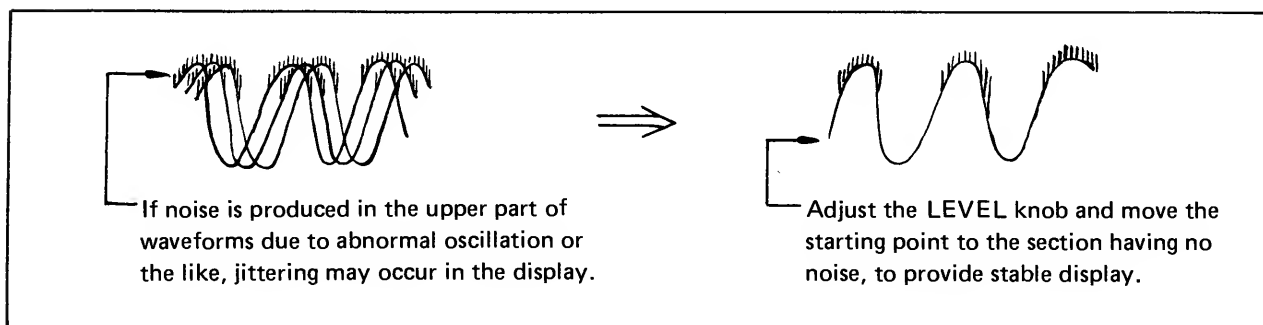 If noise is produced in the upper part of
waveforms due to abnormal oscillation or
the like, jittering may occur in the display.
Adjust the LEVEL knob and move the
starting point to the section having no
noise, to provide stable display.